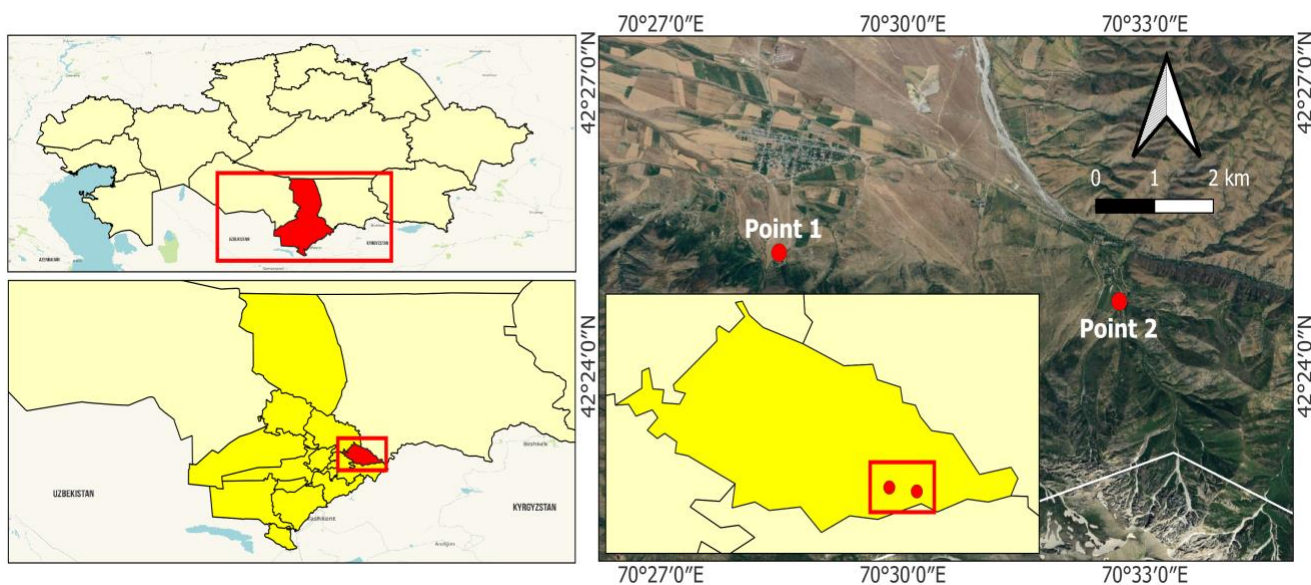 70°27′0″E 70°30′0″E 70°33′0″E
42°27′0″N
42°27′0″N
UZBEKISTAN
KYRGYZSTAN
0 1 2 km
Point 1
Point 2
42°24′0″N
42°24′0″N
UZBEKISTAN
KYRGYZSTAN
Tashkent
70°27′0″E 70°30′0″E 70°33′0″E